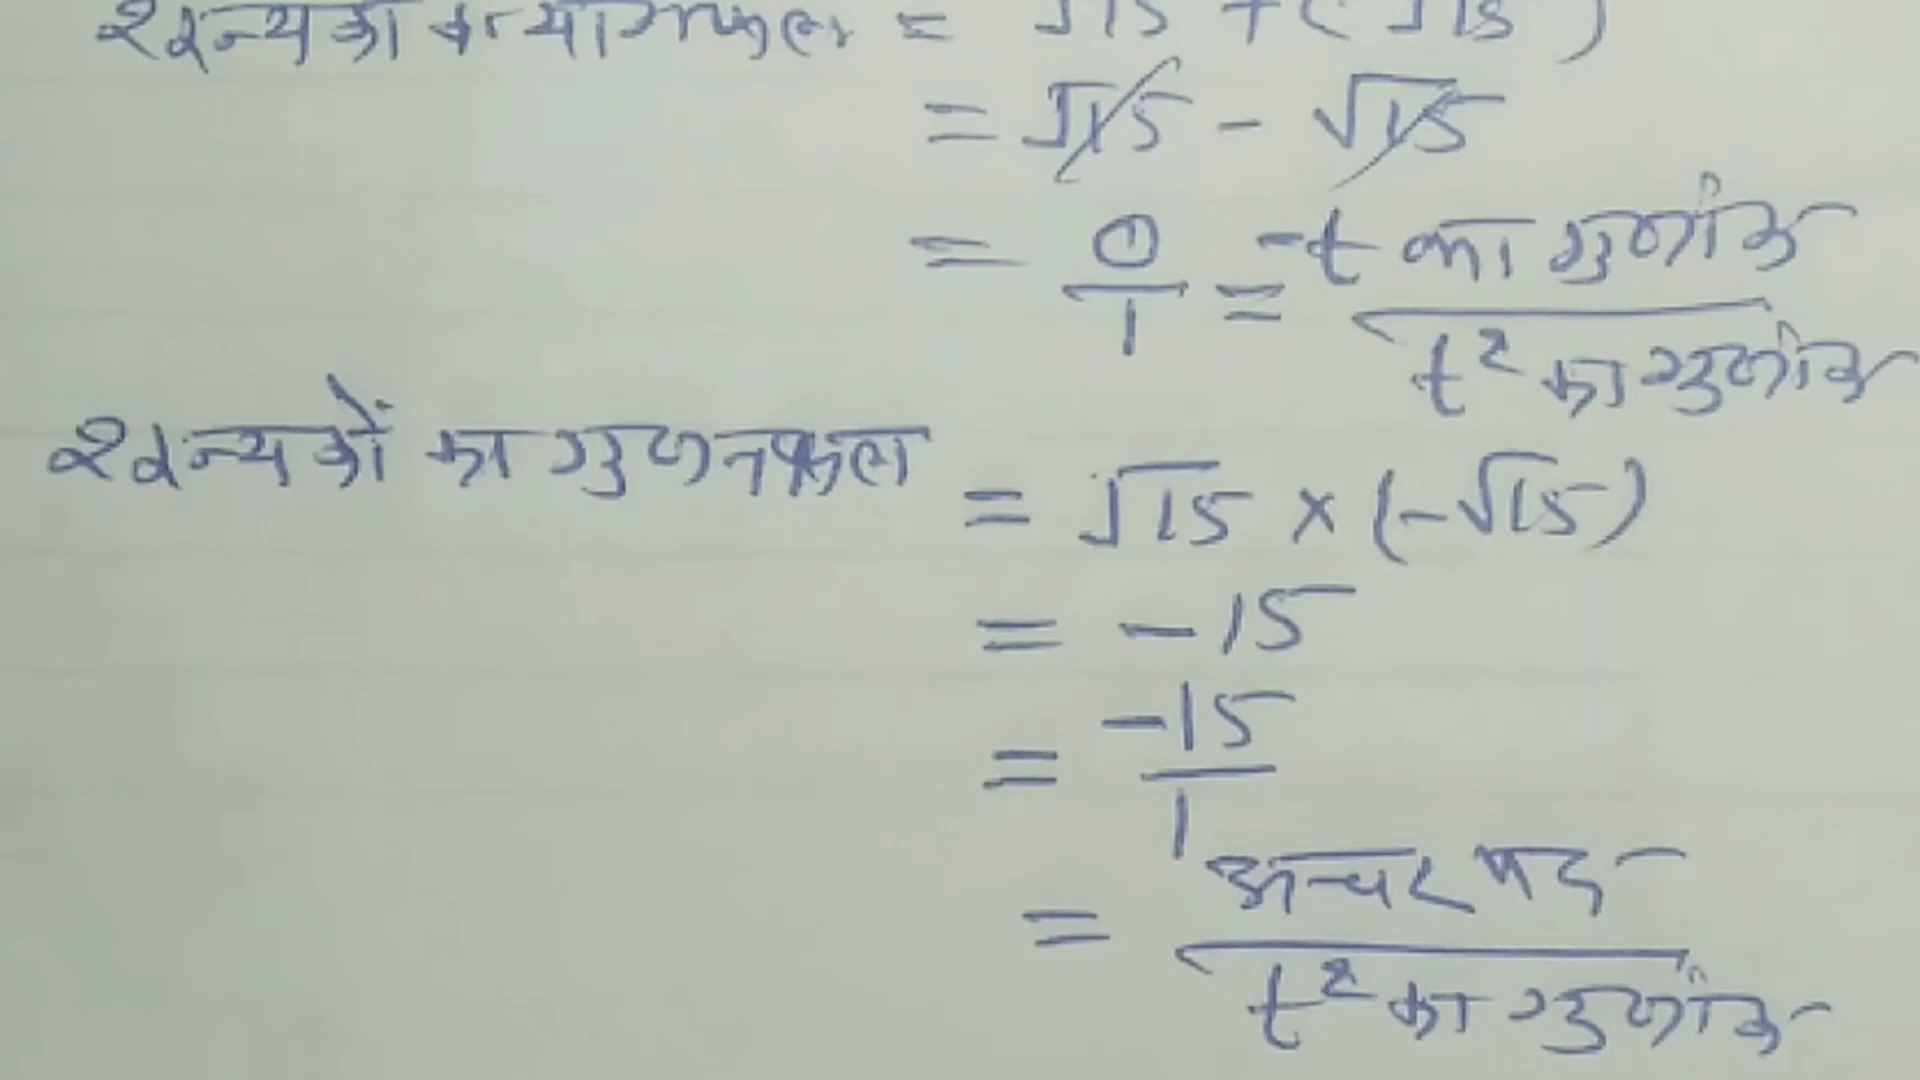 शून्यकों का योगफल = √15 + (-√15)
= √15 - √15
= 0/1 = -t का गुणांक / t² का गुणांक
शून्यकों का गुणनफल = √15 × (-√15)
= -15
= -15/1
= अचर पद / t² का गुणांक